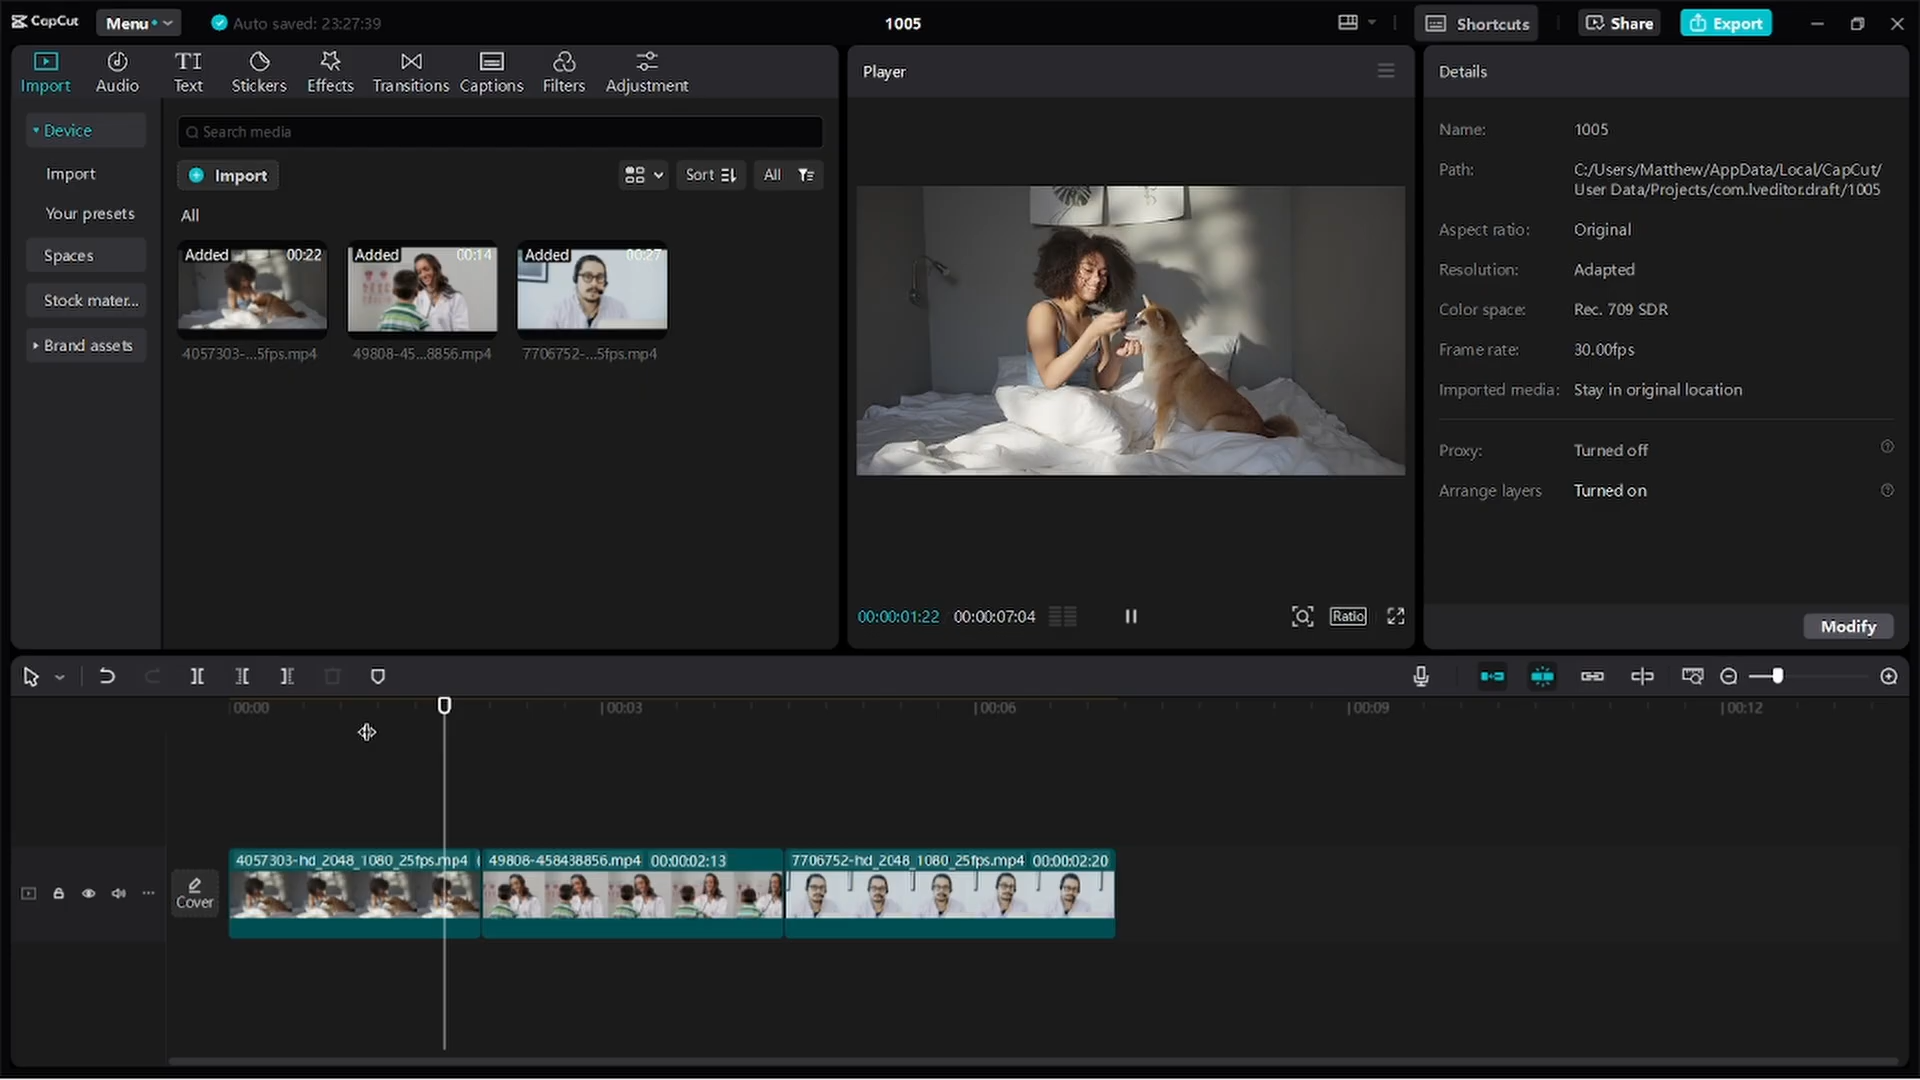 CapCut
Menu
Auto saved: 23:27:39
1005
Shortcuts
Share
Export
Import
Audio
TI
Text
Stickers
Effects
Transitions
Captions
Filters
Adjustment
Device
Import
Your presets
Spaces
Stock mater...
Brand assets
Search media
Import
Sort
All
All
Added 00:22
Added 00:14
Added 00:27
4057303-...5fps.mp4
49808-45...8856.mp4
7706752-...5fps.mp4
Player
00:00:01:22 00:00:07:04
Ratio
Details
Name: 1005
Path: C:/Users/Matthew/AppData/Local/CapCut/
User Data/Projects/com.lveditor.draft/1005
Aspect ratio: Original
Resolution: Adapted
Color space: Rec. 709 SDR
Frame rate: 30.00fps
Imported media: Stay in original location
Proxy: Turned off
Arrange layers Turned on
Modify
00:00 00:03 00:06 00:09 00:12
Cover
4057303-hd_2048_1080_25fps.mp4
49808-458438856.mp4 00:00:02:13
7706752-hd_2048_1080_25fps.mp4 00:00:02:20